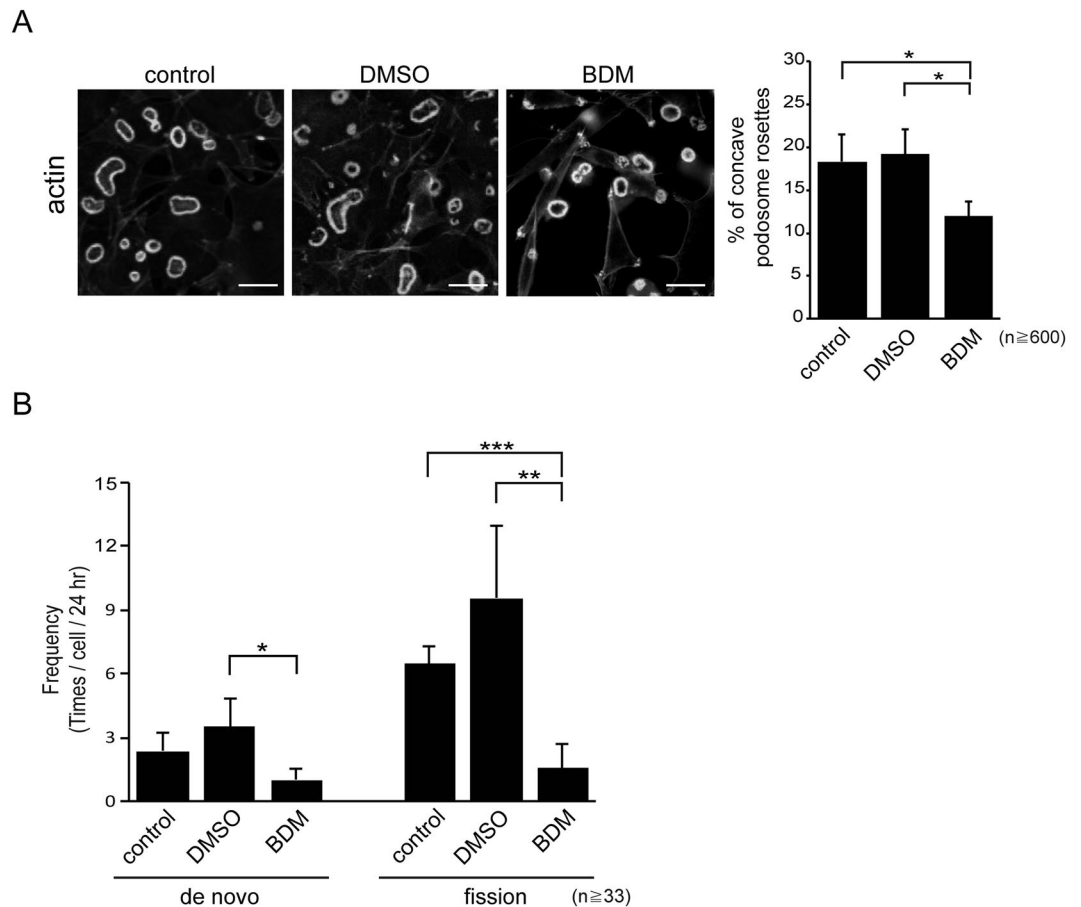 A
control
DMSO
BDM
actin
% of concave
podosome rosettes
30
25
20
15
10
15
0
*
*
control
DMSO
BDM
(n≧600)
B
Frequency
(Times / cell / 24 hr)
15
12
9
6
3
0
*
***
**
control
DMSO
BDM
control
DMSO
BDM
de novo
fission
(n≧33)